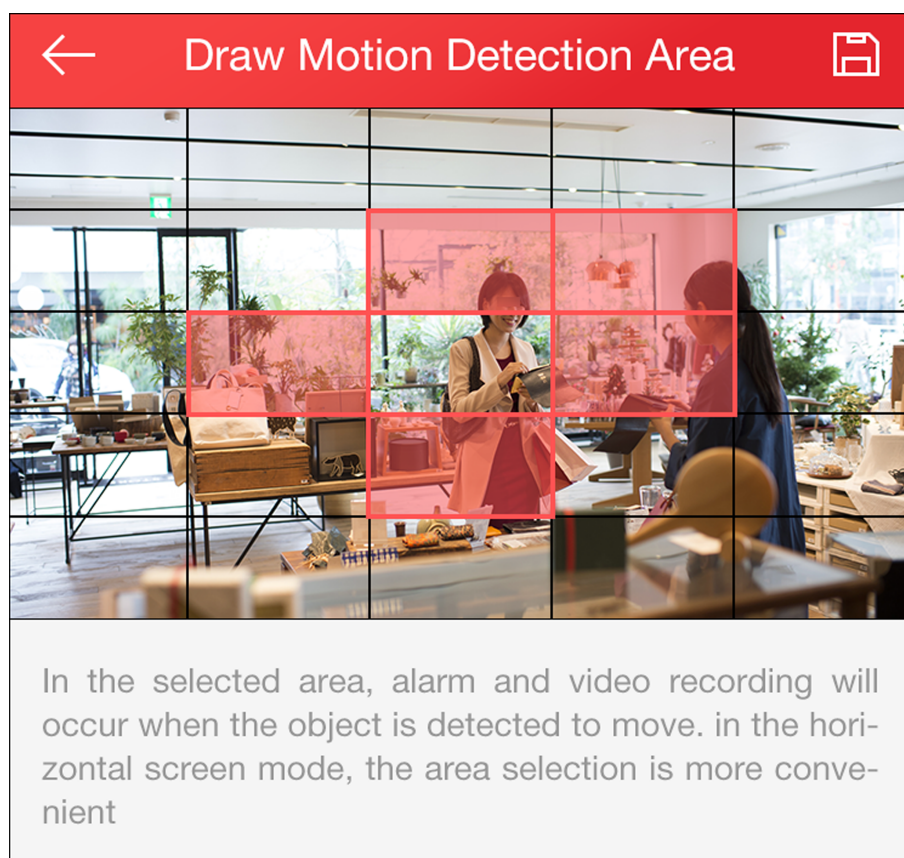 Draw Motion Detection Area
In the selected area, alarm and video recording will
occur when the object is detected to move. in the hori-
zontal screen mode, the area selection is more conve-
nient